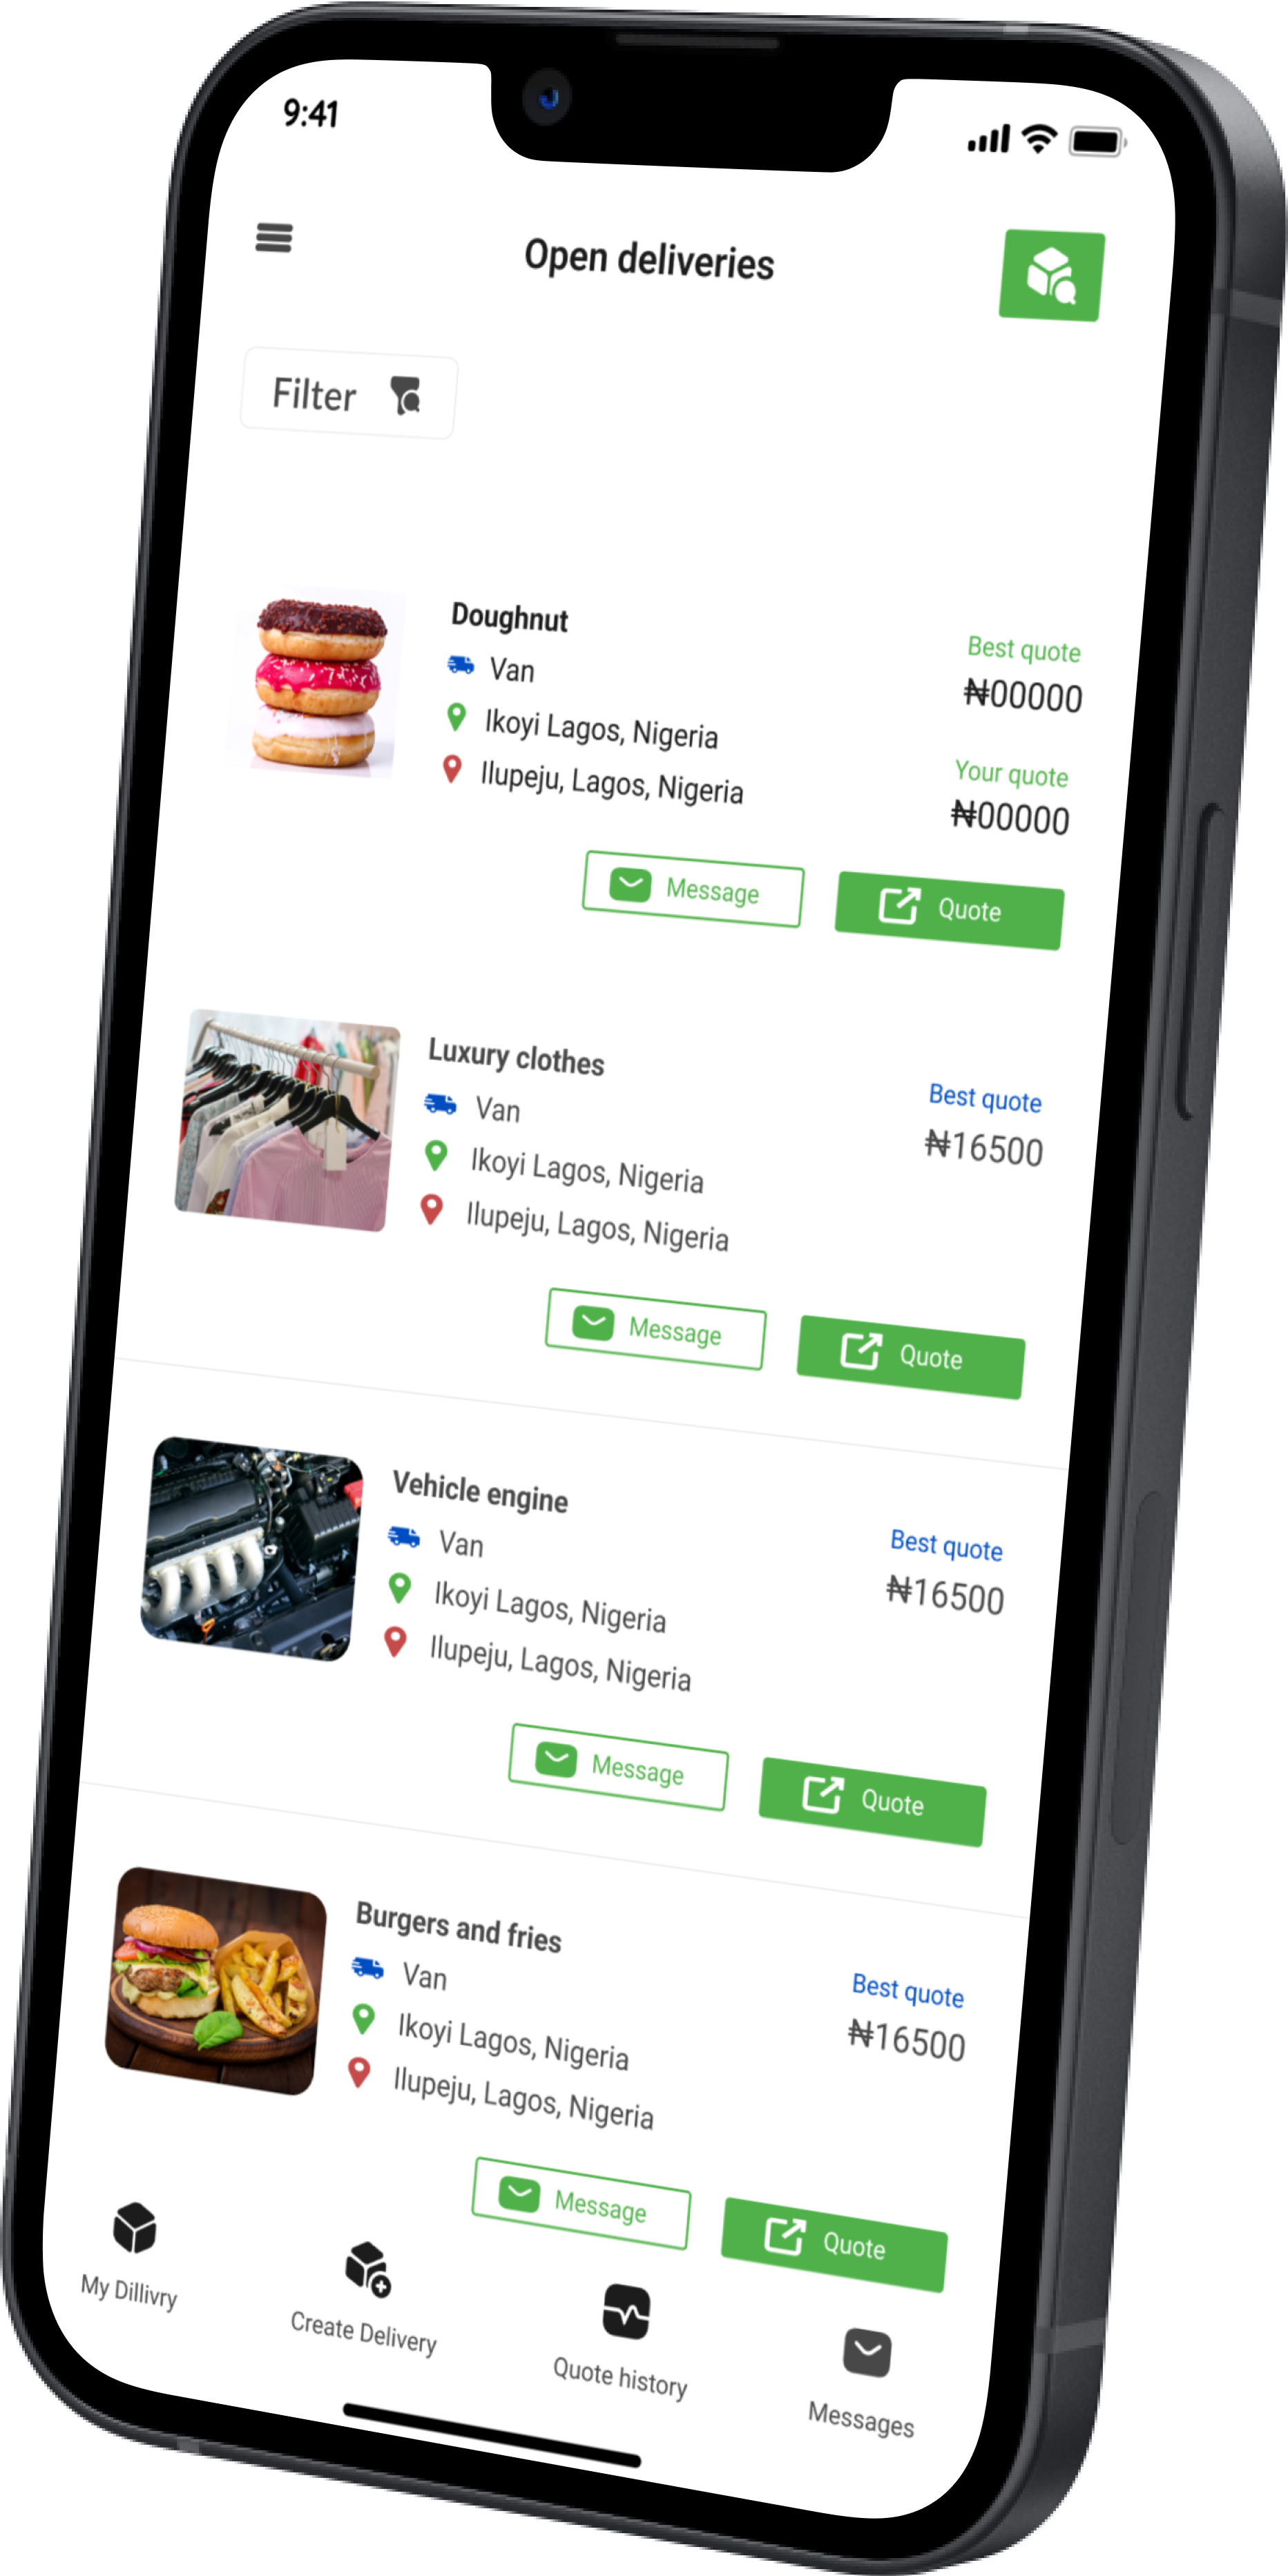 9:41
Open deliveries
Filter
Doughnut
Van
Ikoyi Lagos, Nigeria
Ilupeju, Lagos, Nigeria
Best quote
₦00000
Your quote
₦00000
Message
Quote
Luxury clothes
Van
Ikoyi Lagos, Nigeria
Ilupeju, Lagos, Nigeria
Best quote
₦16500
Message
Quote
Vehicle engine
Van
Ikoyi Lagos, Nigeria
Ilupeju, Lagos, Nigeria
Best quote
₦16500
Message
Quote
Burgers and fries
Van
Ikoyi Lagos, Nigeria
Ilupeju, Lagos, Nigeria
Best quote
₦16500
Message
Quote
My Dillivry
Create Delivery
Quote history
Messages